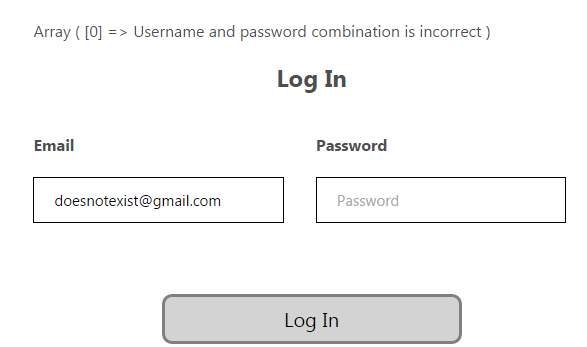 Array ( [0] => Username and password combination is incorrect )
Log In
Email Password
doesnotexist@gmail.com Password
Log In